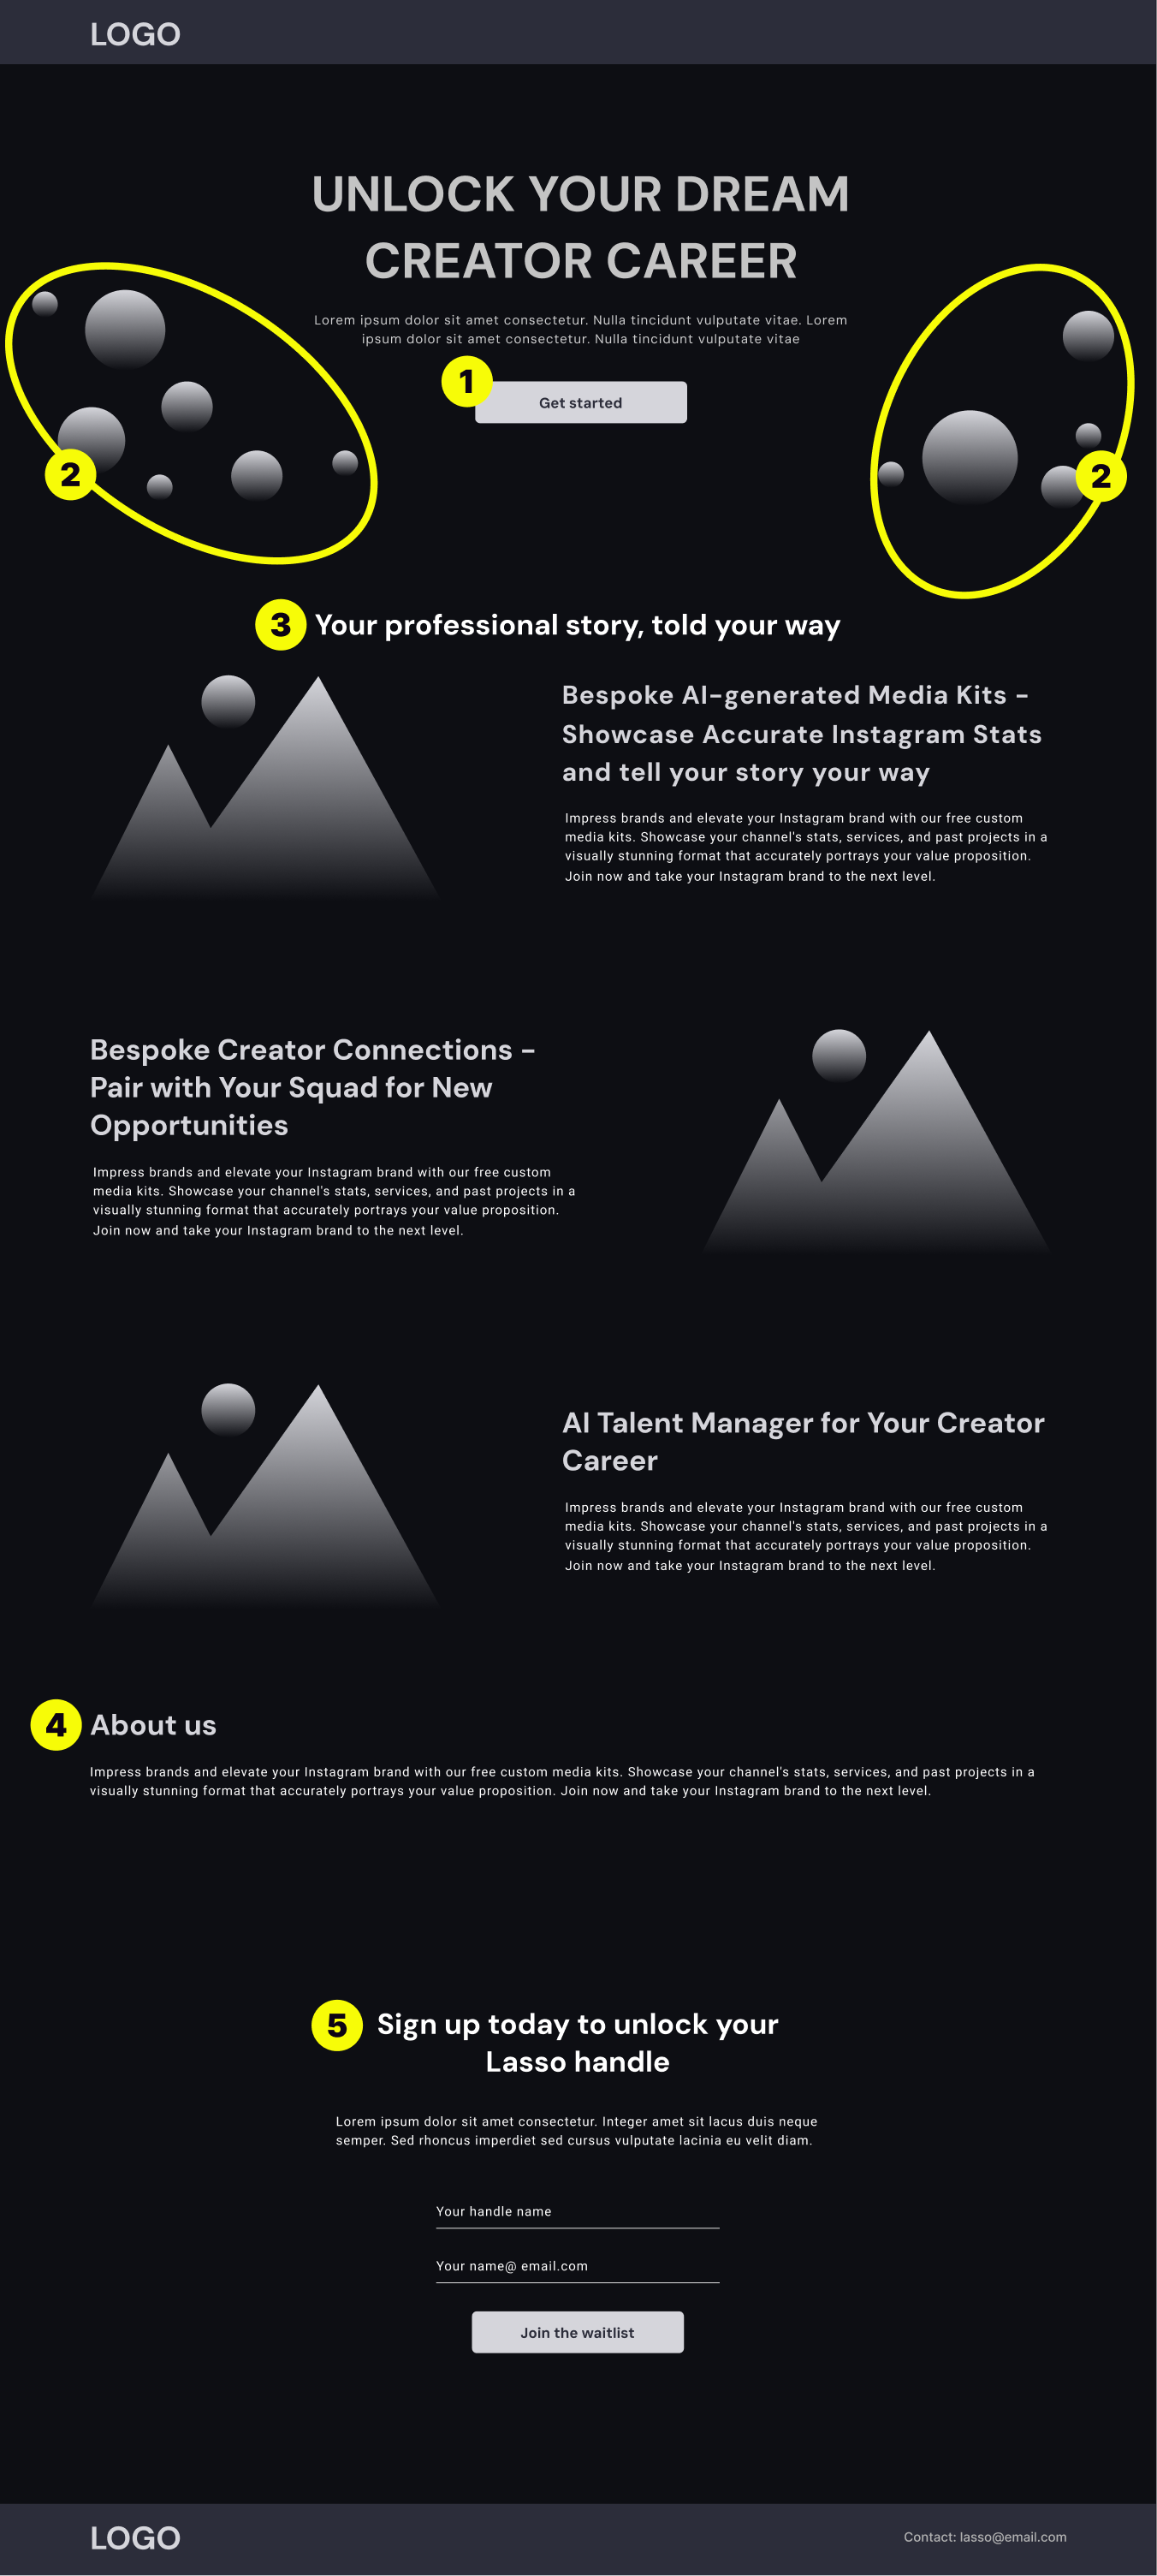 LOGO
UNLOCK YOUR DREAM
CREATOR CAREER
Lorem ipsum dolor sit amet consectetur. Nulla tincidunt vulputate vitae. Lorem
ipsum dolor sit amet consectetur. Nulla tincidunt vulputate vitae
1
Get started
2
2
3
Your professional story, told your way
Bespoke AI-generated Media Kits -
Showcase Accurate Instagram Stats
and tell your story your way
Impress brands and elevate your Instagram brand with our free custom
media kits. Showcase your channel's stats, services, and past projects in a
visually stunning format that accurately portrays your value proposition.
Join now and take your Instagram brand to the next level.
Bespoke Creator Connections -
Pair with Your Squad for New
Opportunities
Impress brands and elevate your Instagram brand with our free custom
media kits. Showcase your channel's stats, services, and past projects in a
visually stunning format that accurately portrays your value proposition.
Join now and take your Instagram brand to the next level.
AI Talent Manager for Your Creator
Career
Impress brands and elevate your Instagram brand with our free custom
media kits. Showcase your channel's stats, services, and past projects in a
visually stunning format that accurately portrays your value proposition.
Join now and take your Instagram brand to the next level.
4
About us
Impress brands and elevate your Instagram brand with our free custom media kits. Showcase your channel's stats, services, and past projects in a
visually stunning format that accurately portrays your value proposition. Join now and take your Instagram brand to the next level.
5
Sign up today to unlock your
Lasso handle
Lorem ipsum dolor sit amet consectetur. Integer amet sit lacus duis neque
semper. Sed rhoncus imperdiet sed cursus vulputate lacinia eu velit diam.
Your handle name
Your name@ email.com
Join the waitlist
LOGO
Contact: lasso@email.com